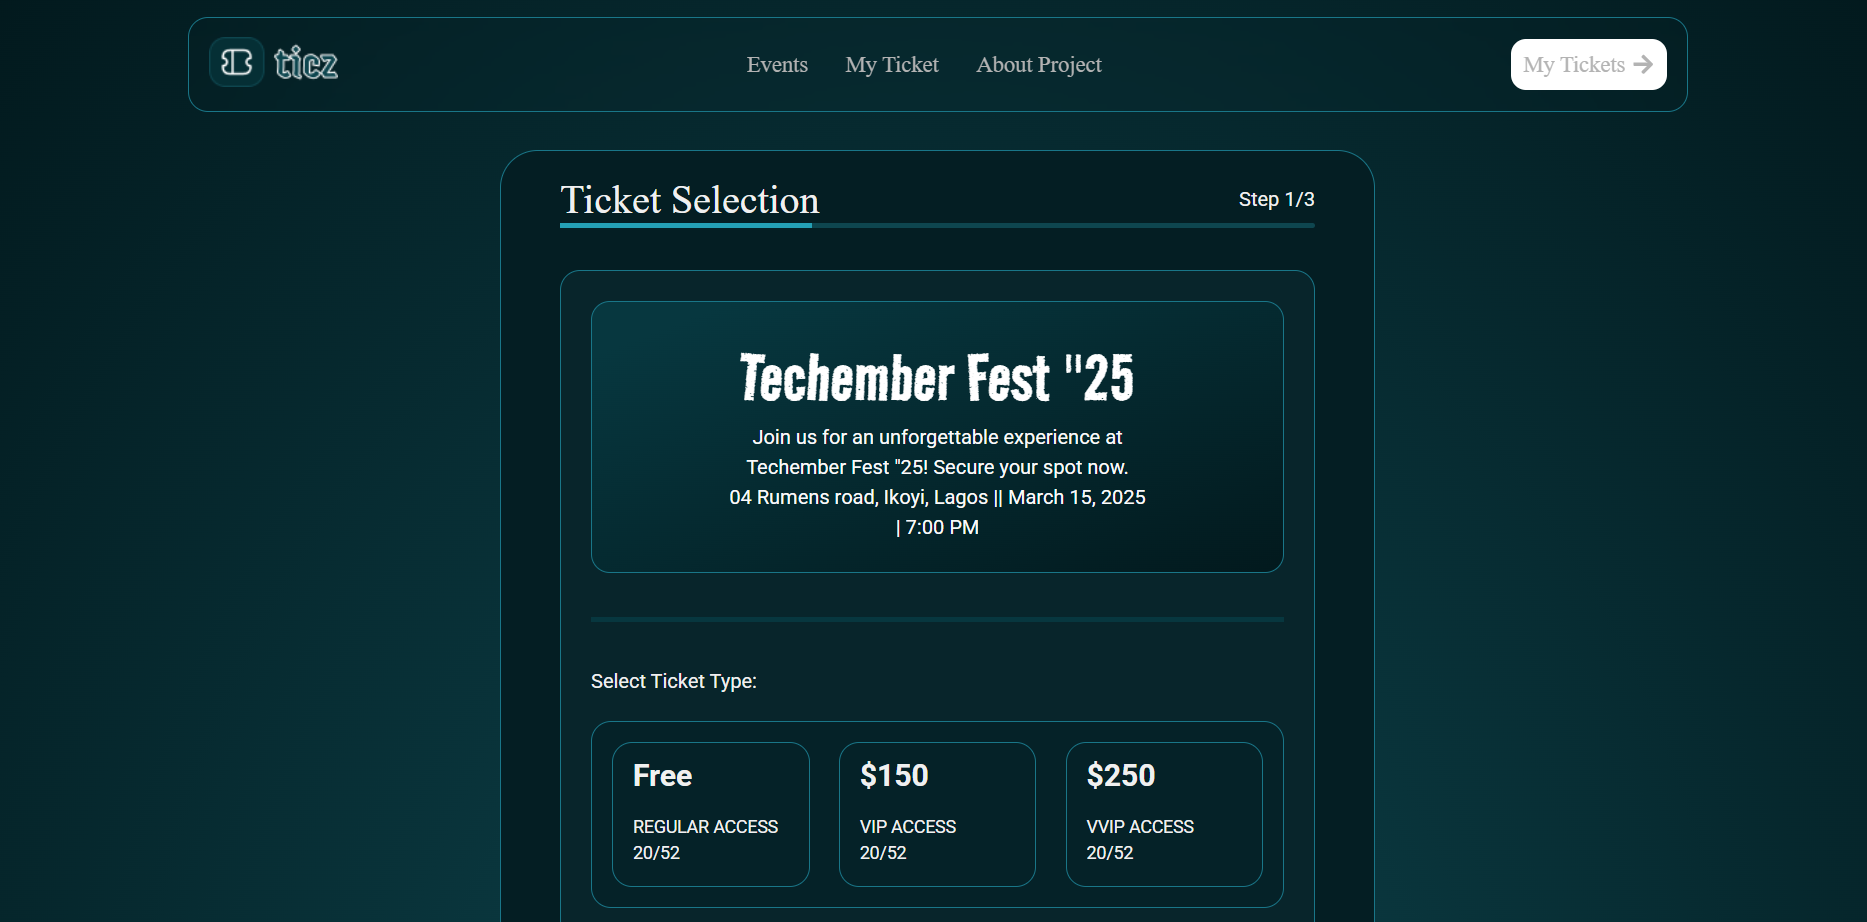 ticz
Events
My Ticket
About Project
My Tickets
Ticket Selection
Step 1/3
Techember Fest "25
Join us for an unforgettable experience at
Techember Fest "25! Secure your spot now.
04 Rumens road, Ikoyi, Lagos || March 15, 2025
| 7:00 PM
Select Ticket Type:
Free
REGULAR ACCESS
20/52
$150
VIP ACCESS
20/52
$250
VVIP ACCESS
20/52